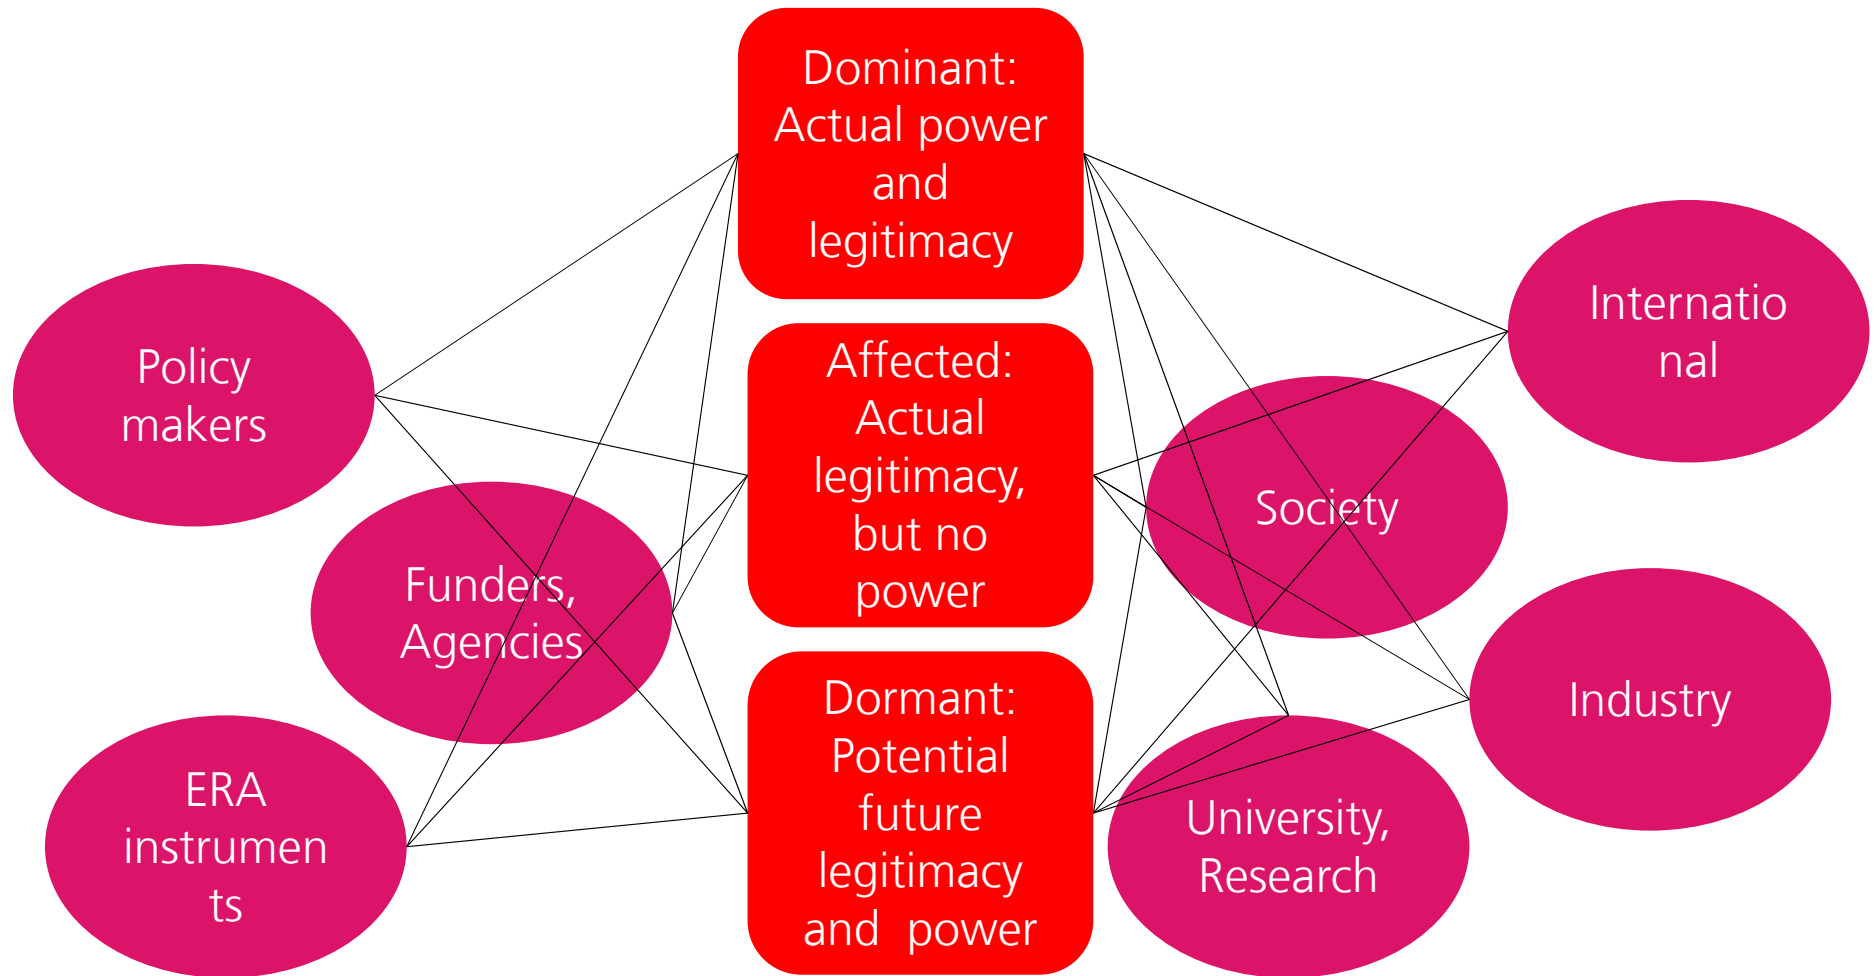 Dominant:
Actual power
and
legitimacy
Policy
makers
Affected:
Actual
legitimacy,
but no
power
Internatio
nal
Society
Funders,
Agencies
Industry
ERA
instrumen
ts
Dormant:
Potential
future
legitimacy
and  power
University,
Research